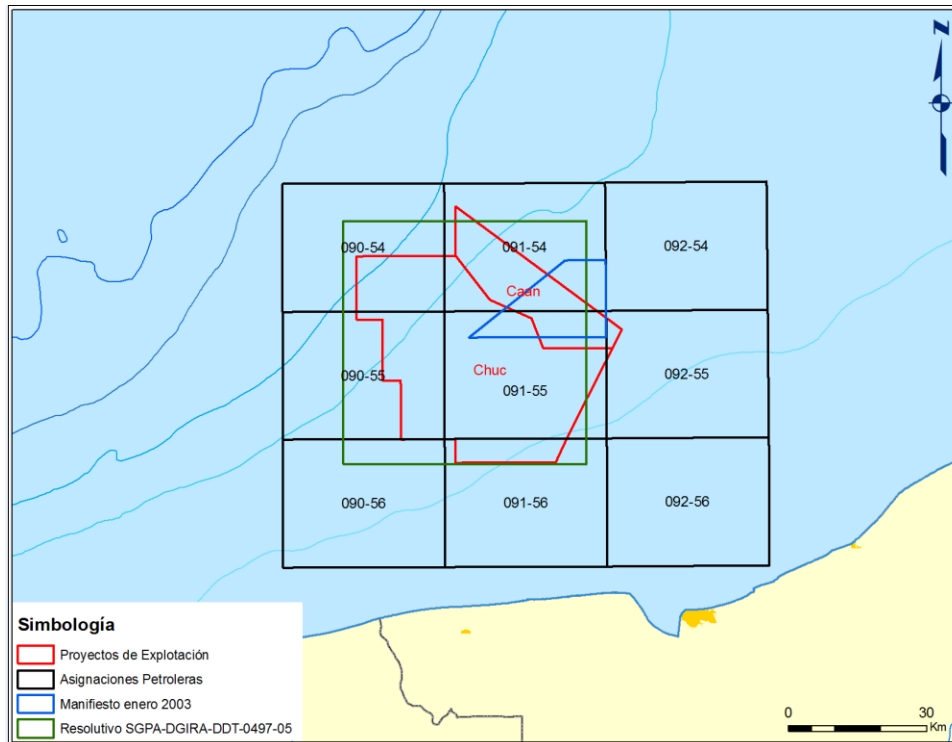 N
090-54
091-54
092-54
Caan
Chuc
090-55
091-55
092-55
090-56
091-56
092-56
Simbología
Proyectos de Explotación
Asignaciones Petroleras
Manifiesto enero 2003
Resolutivo SGPA-DGIRA-DDT-0497-05
0 30
Km